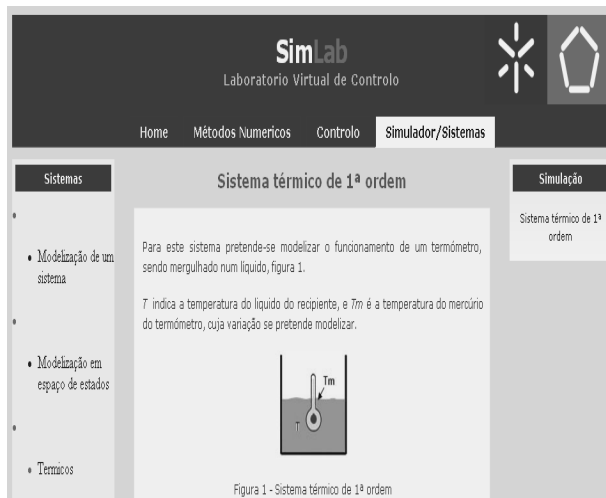 SimLab
Laboratorio Virtual de Controlo
Home Métodos Numericos Controlo Simulador/Sistemas
Sistemas
Modelização de um
sistema
Modelização em
espaço de estados
Termicos
Sistema térmico de 1ª ordem
Para este sistema pretende-se modelizar o funcionamento de um termómetro,
sendo mergulhado num líquido, figura 1.
T indica a temperatura do liquido do recipiente, e Tm é a temperatura do mercúrio
do termómetro, cuja variação se pretende modelizar.
Tm
T
Figura 1 - Sistema térmico de 1ª ordem
Simulação
Sistema térmico de 1ª
ordem